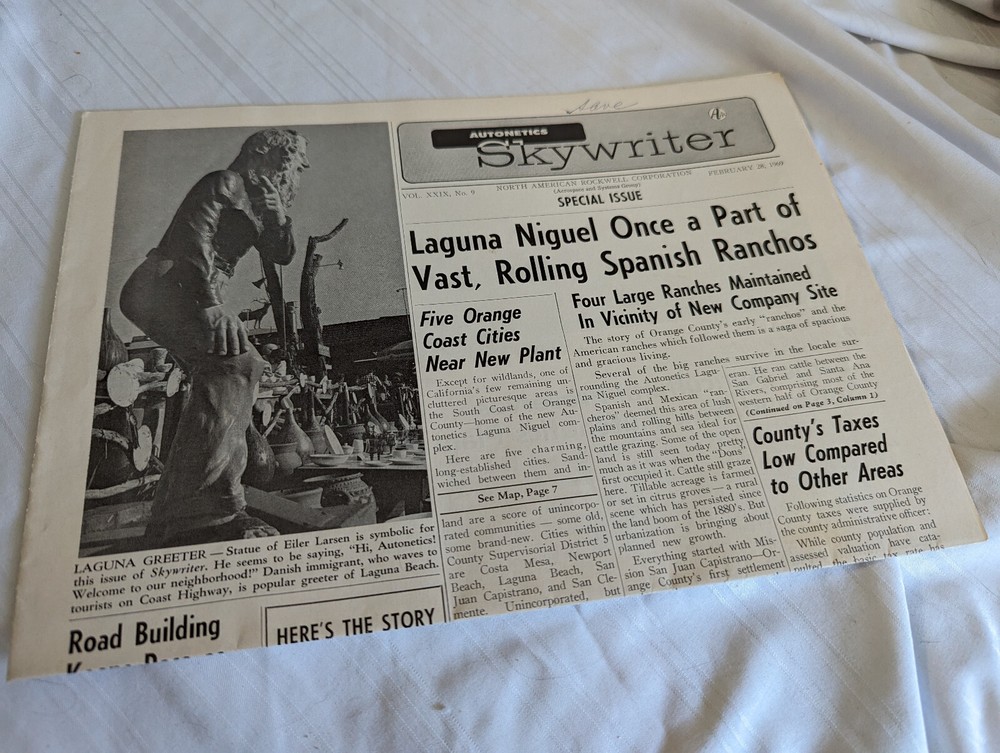 Save
AUTONETICS
Skywriter
VOL. XXIX, No. 9 NORTH AMERICAN ROCKWELL CORPORATION FEBRUARY 28, 1969
(Aerospace and Systems Group)
SPECIAL ISSUE
Laguna Niguel Once a Part of
Vast, Rolling Spanish Ranchos
Five Orange
Coast Cities
Near New Plant
Except for wildlands, one of
California's few remaining un-
cluttered picturesque areas is
the South Coast of Orange
County—home of the new Au-
tonetics Laguna Niguel com-
plex.
Here are five charming,
long-established cities. Sand-
wiched between them and in-
See Map, Page 7
land are a score of unincorpo-
rated communities — some old,
some brand-new. Cities within
County Supervisorial District 5
are Costa Mesa, Newport
Beach, Laguna Beach, San
Juan Capistrano, and San Cle-
mente. Unincorporated, but
Four Large Ranches Maintained
In Vicinity of New Company Site
The story of Orange County's early "ranchos" and the
American ranches which followed them is a saga of spacious
and gracious living.
Several of the big ranches survive in the locale sur-
rounding the Autonetics Lagu-
na Niguel complex.
Spanish and Mexican "ran-
cheros" deemed this area of lush
plains and rolling hills between
the mountains and sea ideal for
cattle grazing. Some of the open
land is still seen today pretty
much as it was when the "Dons"
first occupied it. Cattle still graze
here. Tillable acreage is farmed
or set in citrus groves — a rural
scene which has persisted since
the land boom of the 1880's. But
urbanization is bringing about
planned new growth.
Everything started with Mis-
sion San Juan Capistrano—Or-
ange County's first settlement
eran. He ran cattle between the
San Gabriel and Santa Ana
Rivers, comprising most of the
western half of Orange County
(Continued on Page 3, Column 1)
County's Taxes
Low Compared
to Other Areas
Following statistics on Orange
County taxes were supplied by
the county administrative officer:
While county population and
assessed valuation have cata-
pulted, the basic tax rate has
LAGUNA GREETER — Statue of Eiler Larsen is symbolic for
this issue of Skywriter. He seems to be saying, "Hi, Autonetics!
Welcome to our neighborhood!" Danish immigrant, who waves to
tourists on Coast Highway, is popular greeter of Laguna Beach.
Road Building
HERE'S THE STORY